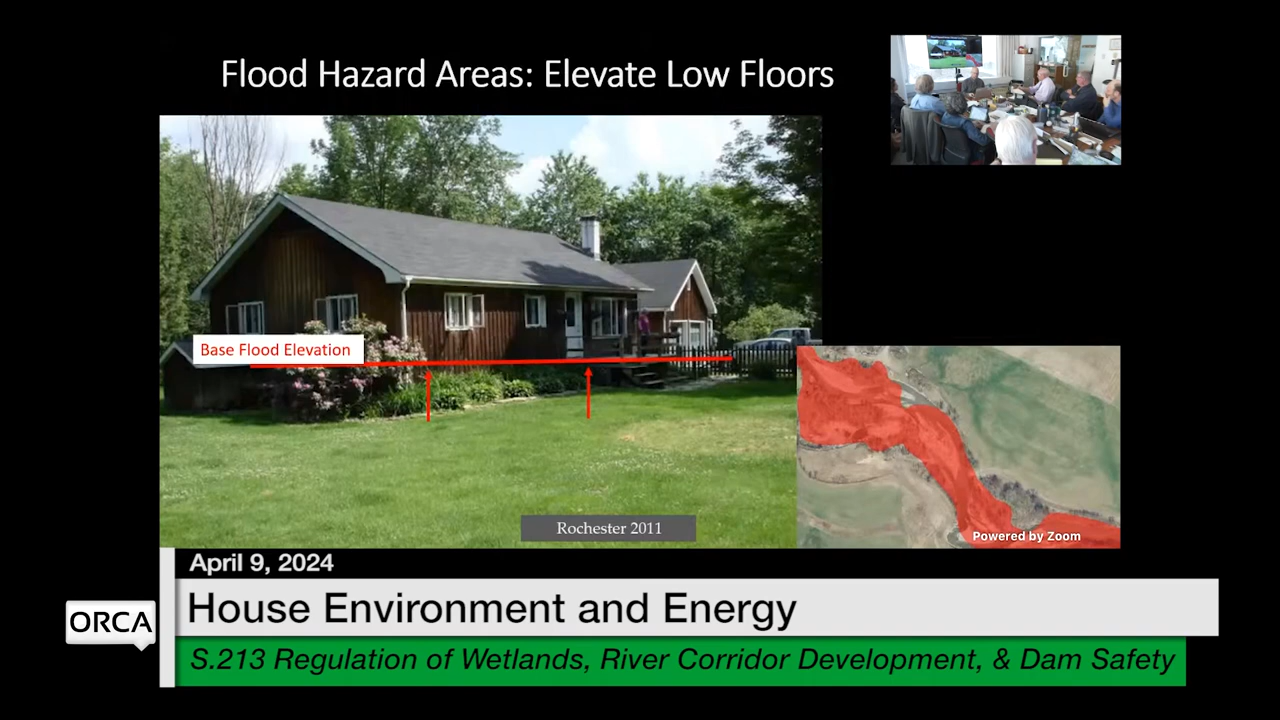 Flood Hazard Areas: Elevate Low Floors
Base Flood Elevation
Rochester 2011
Powered by Zoom
April 9, 2024
House Environment and Energy
ORCA
S.213 Regulation of Wetlands, River Corridor Development, & Dam Safety